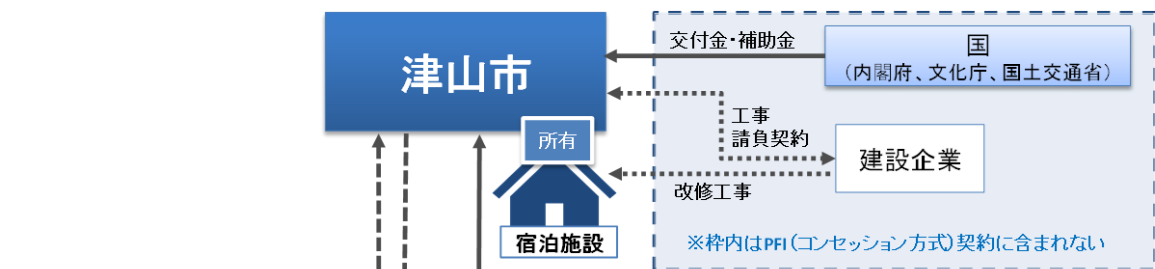 交付金・補助金
国
（内閣府、文化庁、国土交通省）
津山市
工事
請負契約
所有
建設企業
改修工事
宿泊施設
※枠内はPFI（コンセッション方式）契約に含まれない